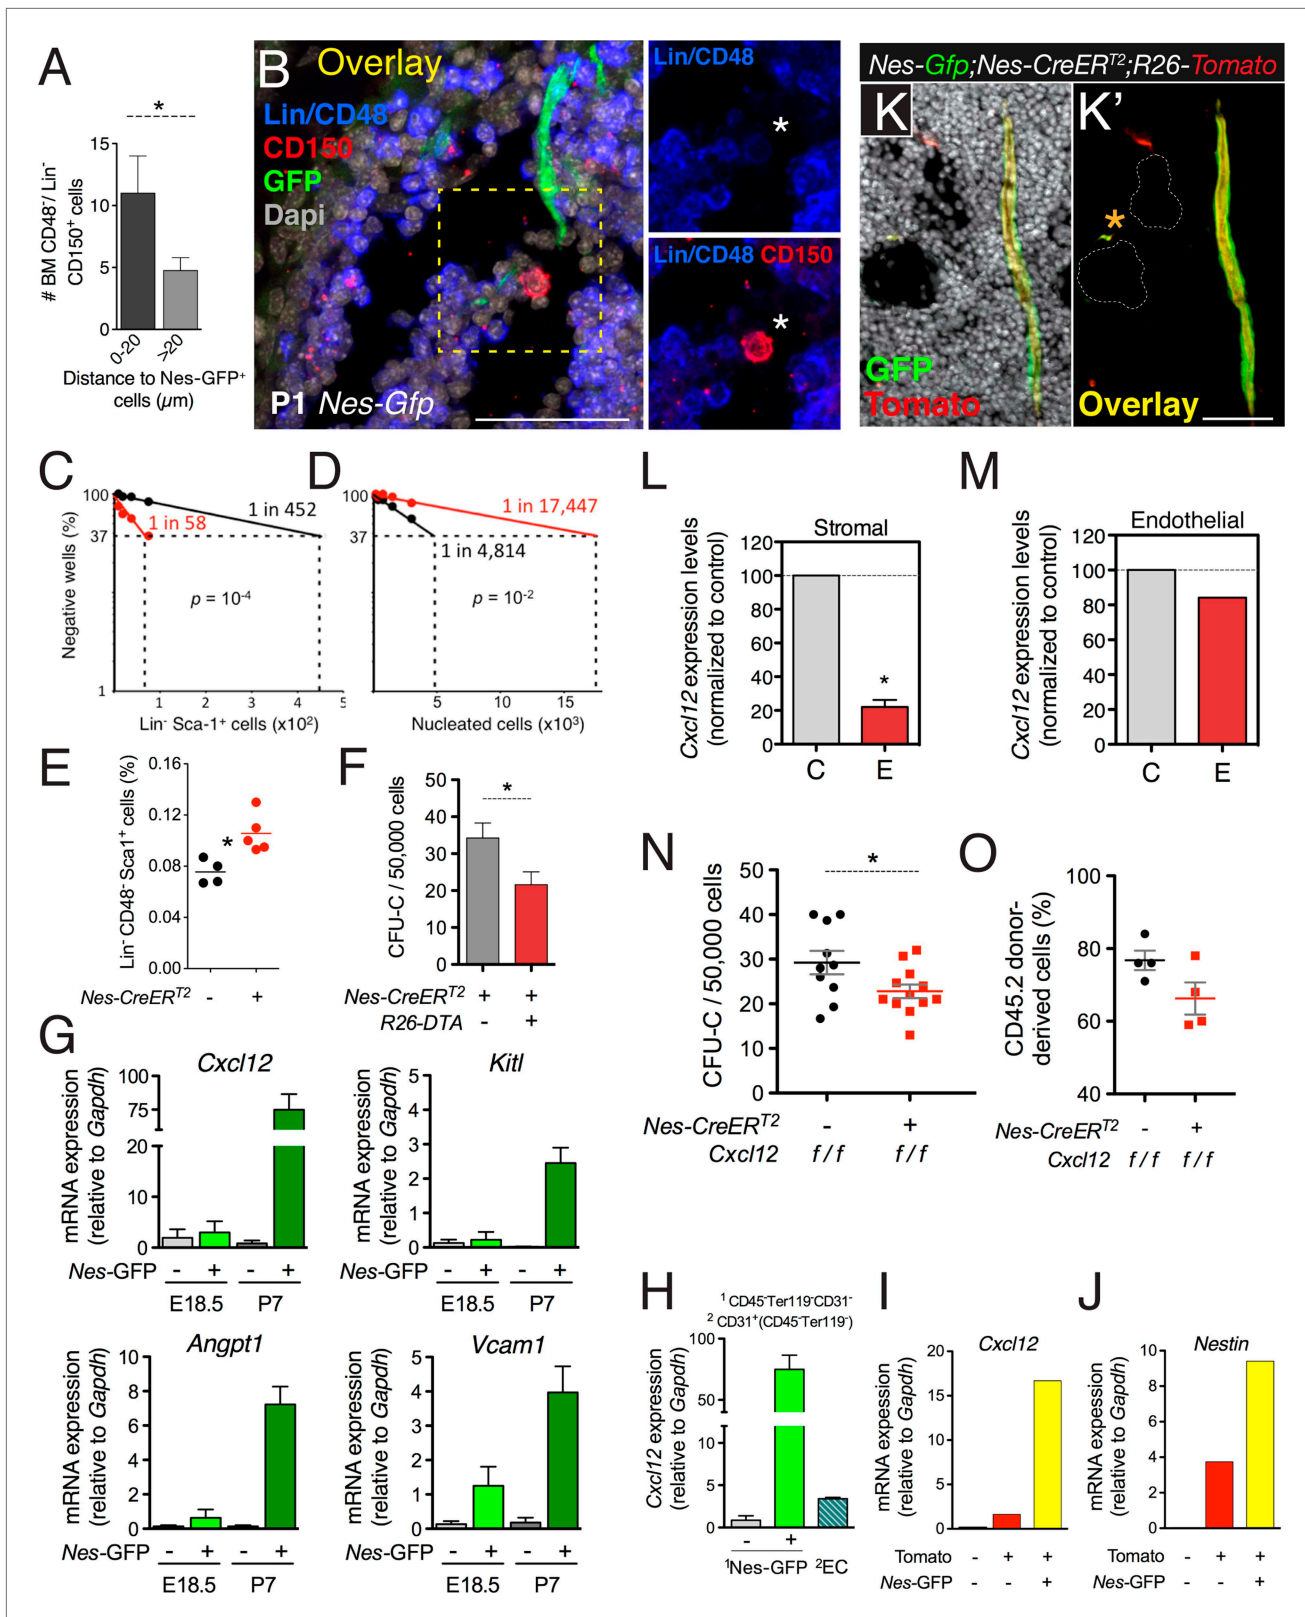 A
*
15
10
5
0
# BM CD48⁻/ Lin⁻
CD150⁺ cells
0-20
>20
Distance to Nes-GFP⁺
cells (µm)
B
Overlay
Lin/CD48
CD150
GFP
Dapi
P1 Nes-Gfp
Lin/CD48
*
Lin/CD48 CD150
*
Nes-Gfp;Nes-CreERᵀ²;R26-Tomato
K
GFP
Tomato
K’
*
Overlay
C
Negative wells (%)
100
37
1
1 in 58
1 in 452
p = 10⁻⁴
0 1 2 3 4 5
Lin⁻ Sca-1⁺ cells (x10²)
D
100
37
1 in 17,447
1 in 4,814
p = 10⁻²
5 10 15
Nucleated cells (x10³)
E
Lin⁻ CD48⁻ Sca1⁺ cells (%)
0.16
0.12
0.08
0.04
0.00
*
Nes-CreERᵀ² - +
F
CFU-C / 50,000 cells
50
40
30
20
10
0
*
Nes-CreERᵀ² + +
R26-DTA - +
G
Cxcl12
mRNA expression
(relative to Gapdh)
100
75
20
10
0
Nes-GFP - + - +
E18.5 P7
Kitl
mRNA expression
(relative to Gapdh)
5
4
3
2
1
0
- + - +
E18.5 P7
Angpt1
mRNA expression
(relative to Gapdh)
10
8
6
4
2
0
Nes-GFP - + - +
E18.5 P7
Vcam1
mRNA expression
(relative to Gapdh)
5
4
3
2
1
0
- + - +
E18.5 P7
L
Stromal
Cxcl12 expression levels
(normalized to control)
120
100
80
60
40
20
0
*
C E
M
Endothelial
Cxcl12 expression levels
(normalized to control)
120
100
80
60
40
20
0
C E
N
CFU-C / 50,000 cells
50
40
30
20
10
0
*
Nes-CreERᵀ² - +
Cxcl12 f / f f / f
O
CD45.2 donor-
derived cells (%)
100
80
60
40
Nes-CreERᵀ² - +
Cxcl12 f / f f / f
H
¹ CD45⁻Ter119⁻CD31⁻
² CD31⁺(CD45⁻Ter119⁻)
Cxcl12 expression
(relative to Gapdh)
100
50
10
5
0
- +
¹Nes-GFP ²EC
I
Cxcl12
mRNA expression
(relative to Gapdh)
20
15
10
5
0
Tomato - + +
Nes-GFP - - +
J
Nestin
mRNA expression
(relative to Gapdh)
10
8
6
4
2
0
Tomato - + +
Nes-GFP - - +